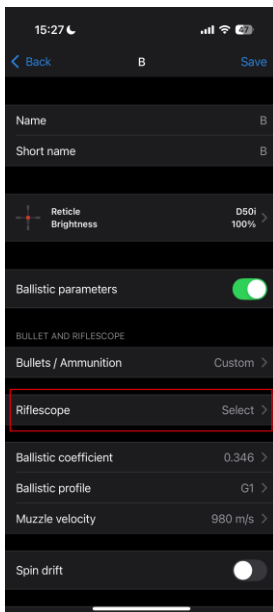 15:27 47
Back B Save
Name B
Short name B
Reticle D50i
Brightness 100%
Ballistic parameters
BULLET AND RIFLESCOPE
Bullets / Ammunition Custom
Riflescope Select
Ballistic coefficient 0.346
Ballistic profile G1
Muzzle velocity 980 m/s
Spin drift